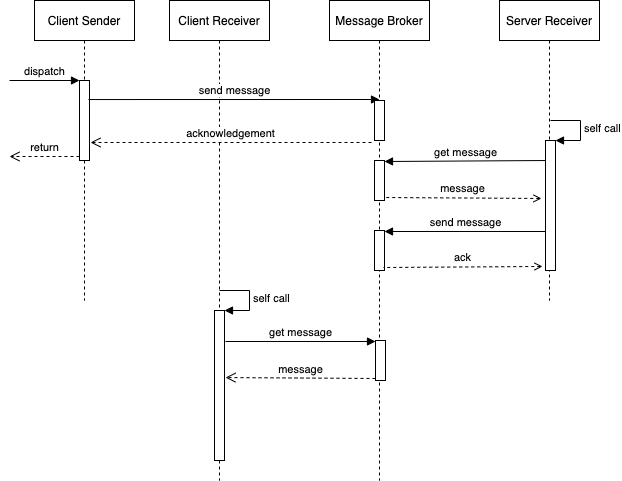 Client Sender
Client Receiver
Message Broker
Server Receiver
dispatch
send message
self call
acknowledgement
return
get message
message
send message
ack
self call
get message
message